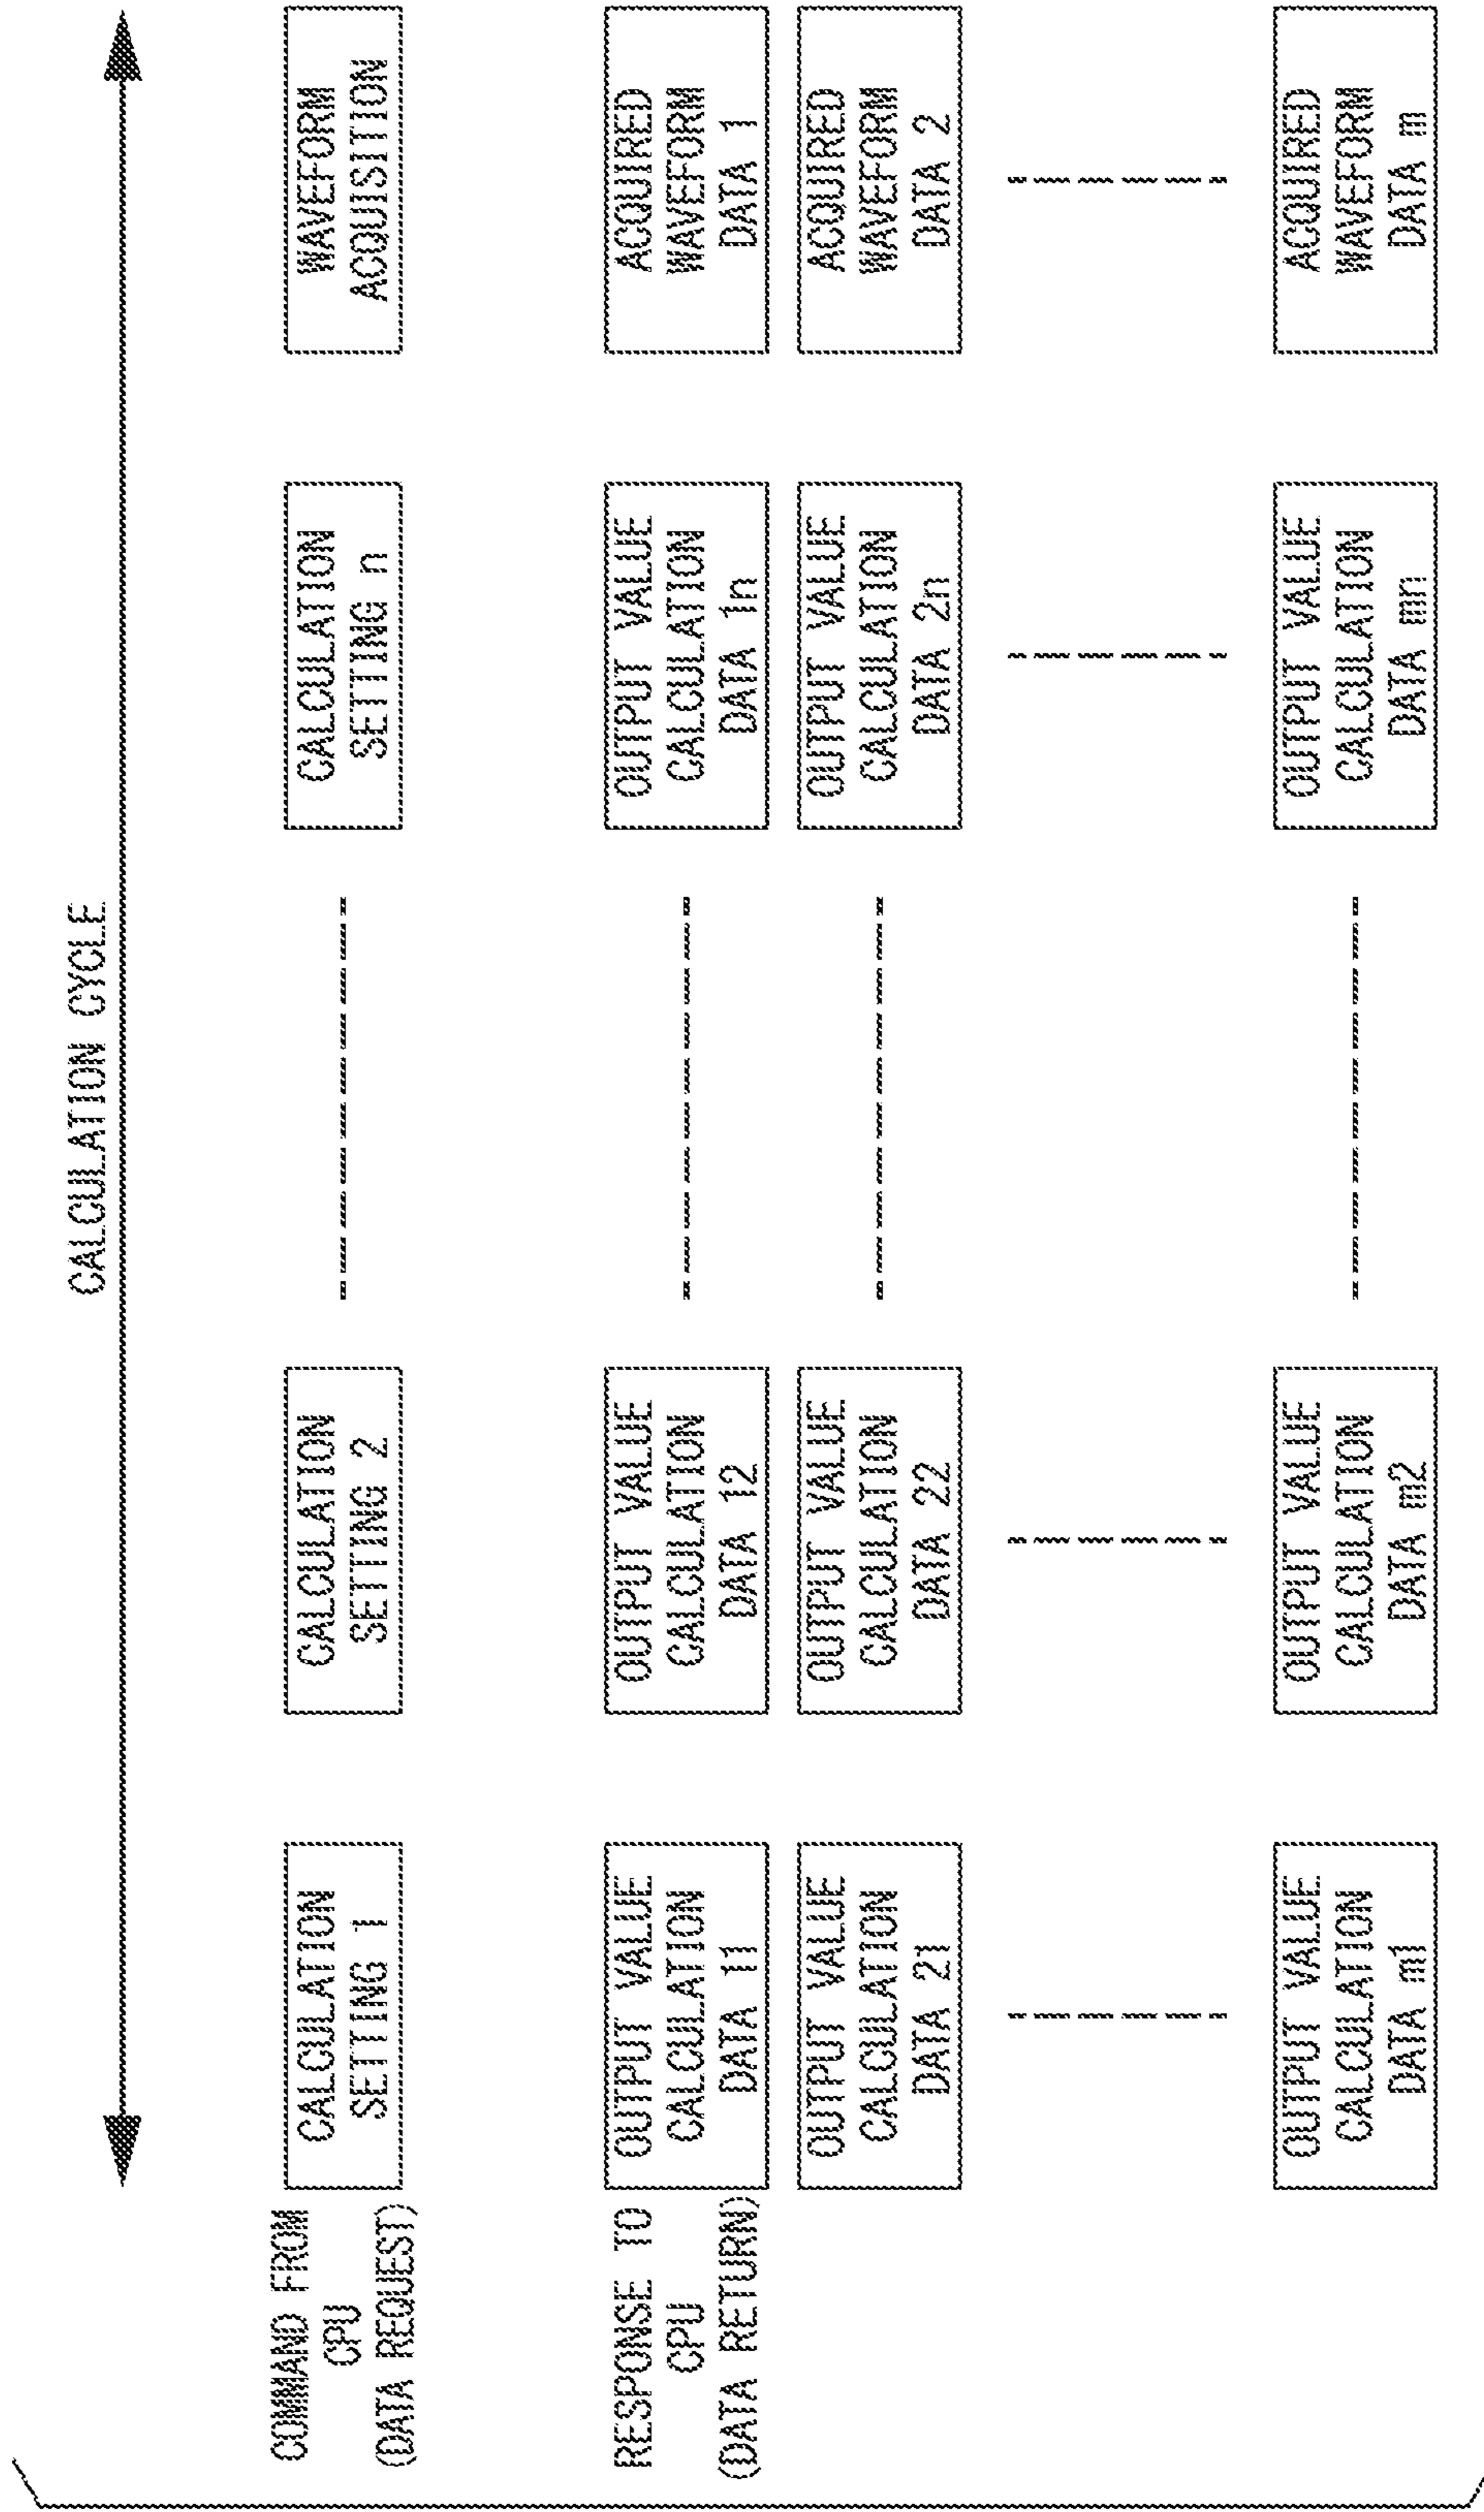 CALCULATION CYCLE
COMMAND FROM
CPU
(DATA REQUEST)
CALCULATION
SETTING 1
CALCULATION
SETTING 2
CALCULATION
SETTING n
WAVEFORM
ACQUISITION
RESPONSE TO
CPU
(DATA RETURN)
OUTPUT VALUE
CALCULATION
DATA 11
OUTPUT VALUE
CALCULATION
DATA 12
OUTPUT VALUE
CALCULATION
DATA 1n
ACQUIRED
WAVEFORM
DATA 1
OUTPUT VALUE
CALCULATION
DATA 21
OUTPUT VALUE
CALCULATION
DATA 22
OUTPUT VALUE
CALCULATION
DATA 2n
ACQUIRED
WAVEFORM
DATA 2
OUTPUT VALUE
CALCULATION
DATA m1
OUTPUT VALUE
CALCULATION
DATA m2
OUTPUT VALUE
CALCULATION
DATA mn
ACQUIRED
WAVEFORM
DATA m